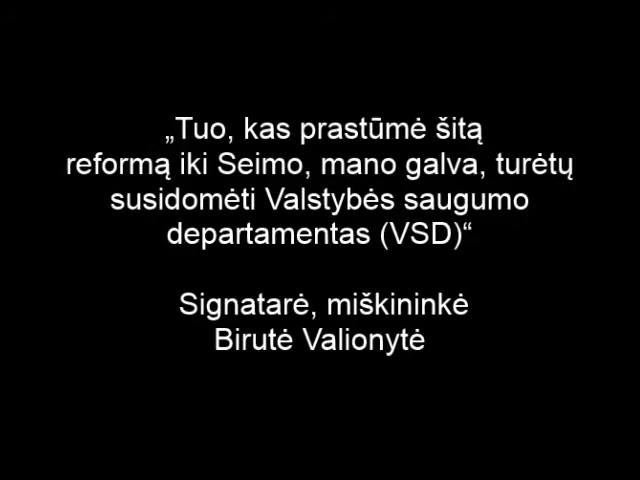 „Tuo, kas prastūmė šitą
reformą iki Seimo, mano galva, turėtų
susidomėti Valstybės saugumo
departamentas (VSD)“
Signatarė, miškininkė
Birutė Valionytė